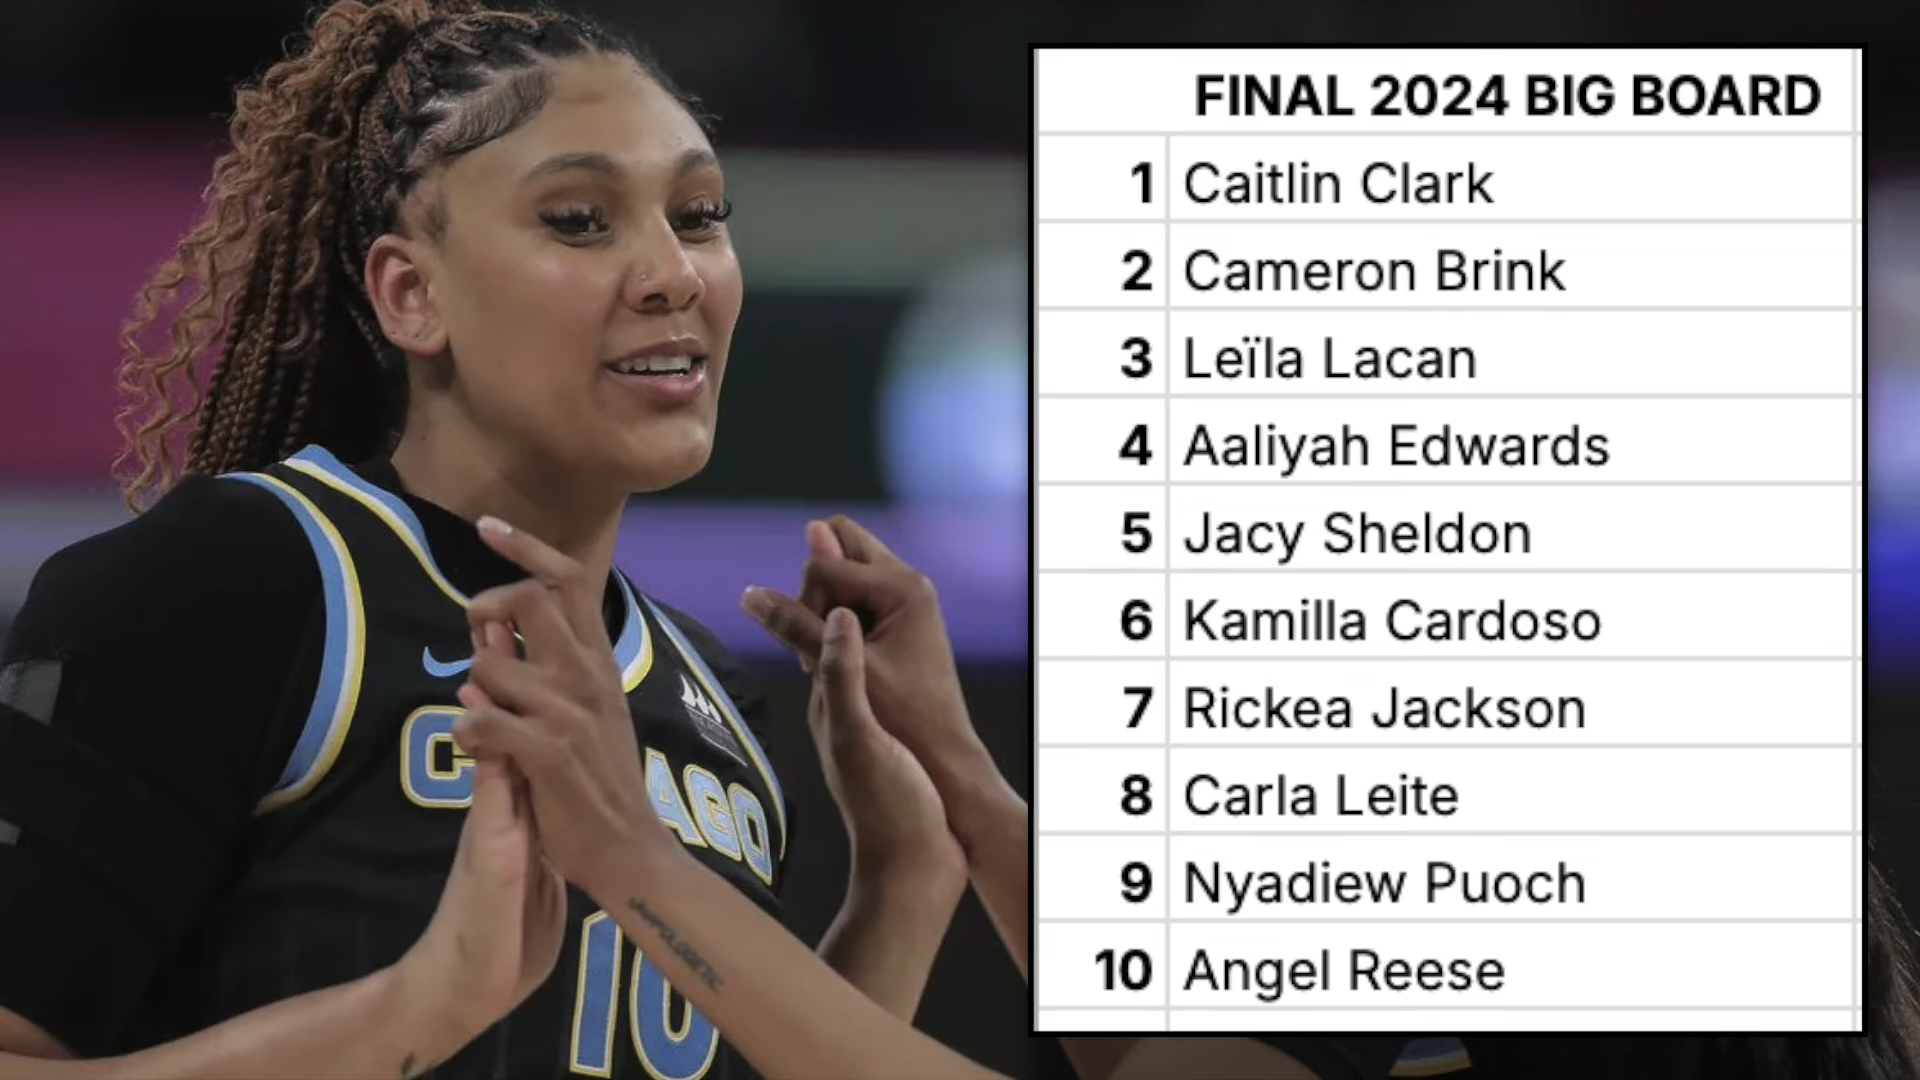 FINAL 2024 BIG BOARD
1 Caitlin Clark
2 Cameron Brink
3 Leïla Lacan
4 Aaliyah Edwards
5 Jacy Sheldon
6 Kamilla Cardoso
7 Rickea Jackson
8 Carla Leite
9 Nyadiew Puoch
10 Angel Reese
10